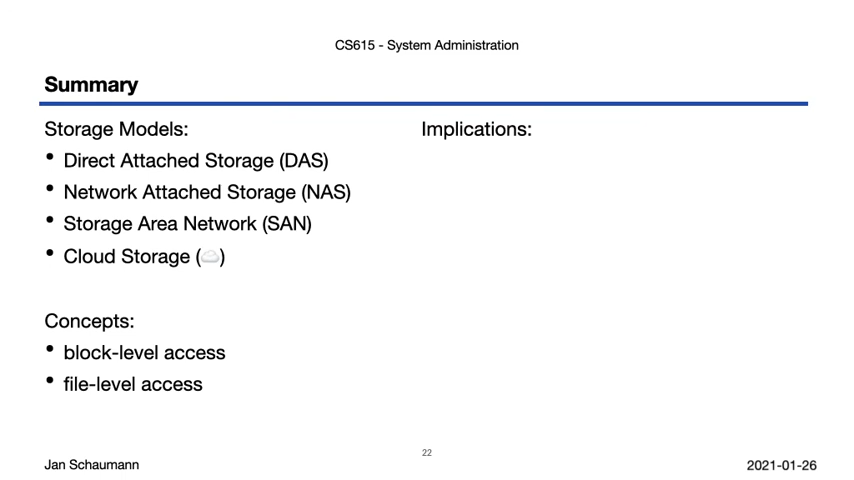 CS615 - System Administration
Summary
Storage Models:
• Direct Attached Storage (DAS)
• Network Attached Storage (NAS)
• Storage Area Network (SAN)
• Cloud Storage (☁️)
Concepts:
• block-level access
• file-level access
Implications:
22
Jan Schaumann
2021-01-26